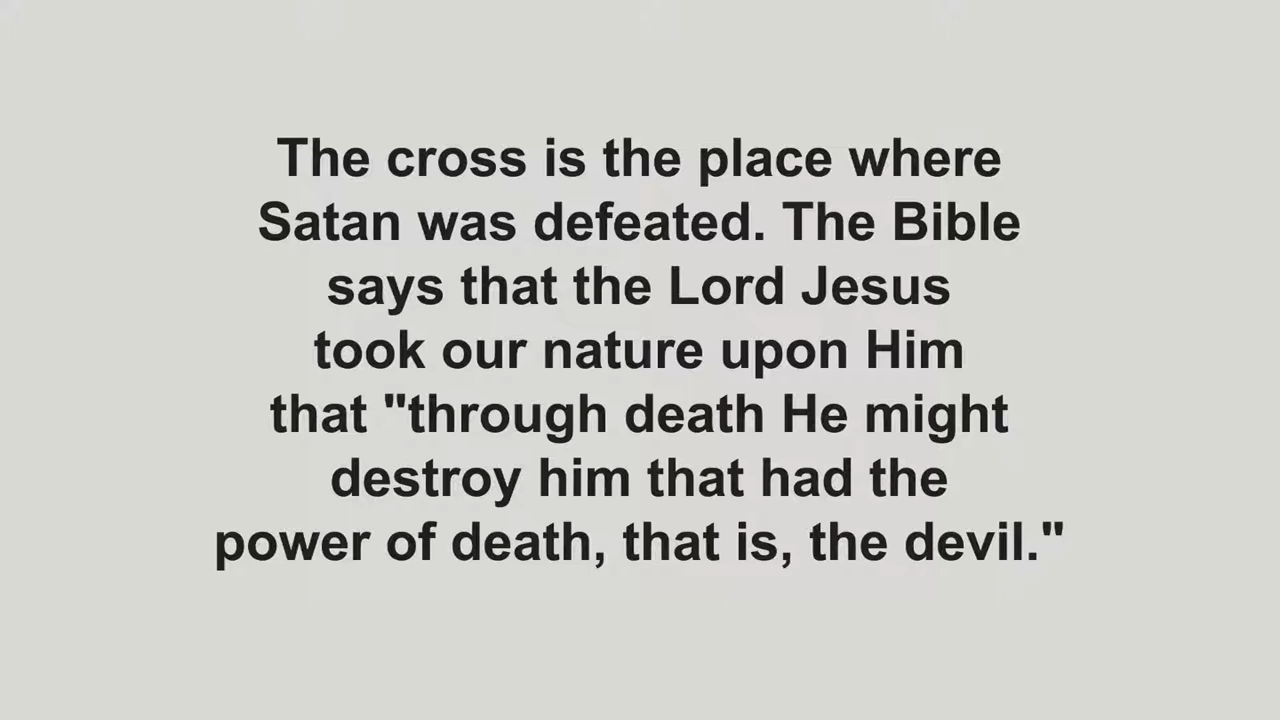 The cross is the place where
Satan was defeated. The Bible
says that the Lord Jesus
took our nature upon Him
that "through death He might
destroy him that had the
power of death, that is, the devil."